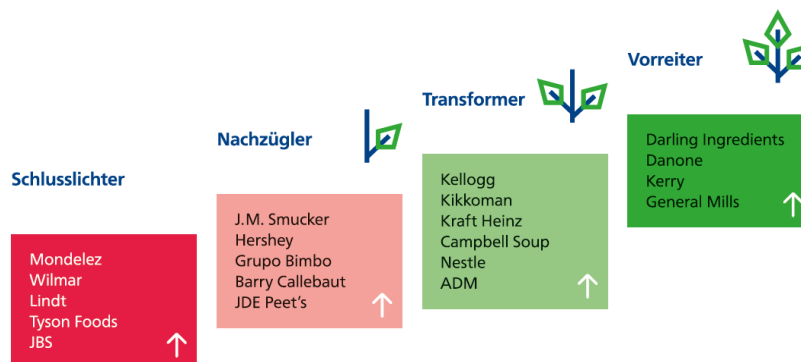 Schlusslichter
Mondelez
Wilmar
Lindt
Tyson Foods
JBS
Nachzügler
J.M. Smucker
Hershey
Grupo Bimbo
Barry Callebaut
JDE Peet’s
Transformer
Kellogg
Kikkoman
Kraft Heinz
Campbell Soup
Nestle
ADM
Vorreiter
Darling Ingredients
Danone
Kerry
General Mills